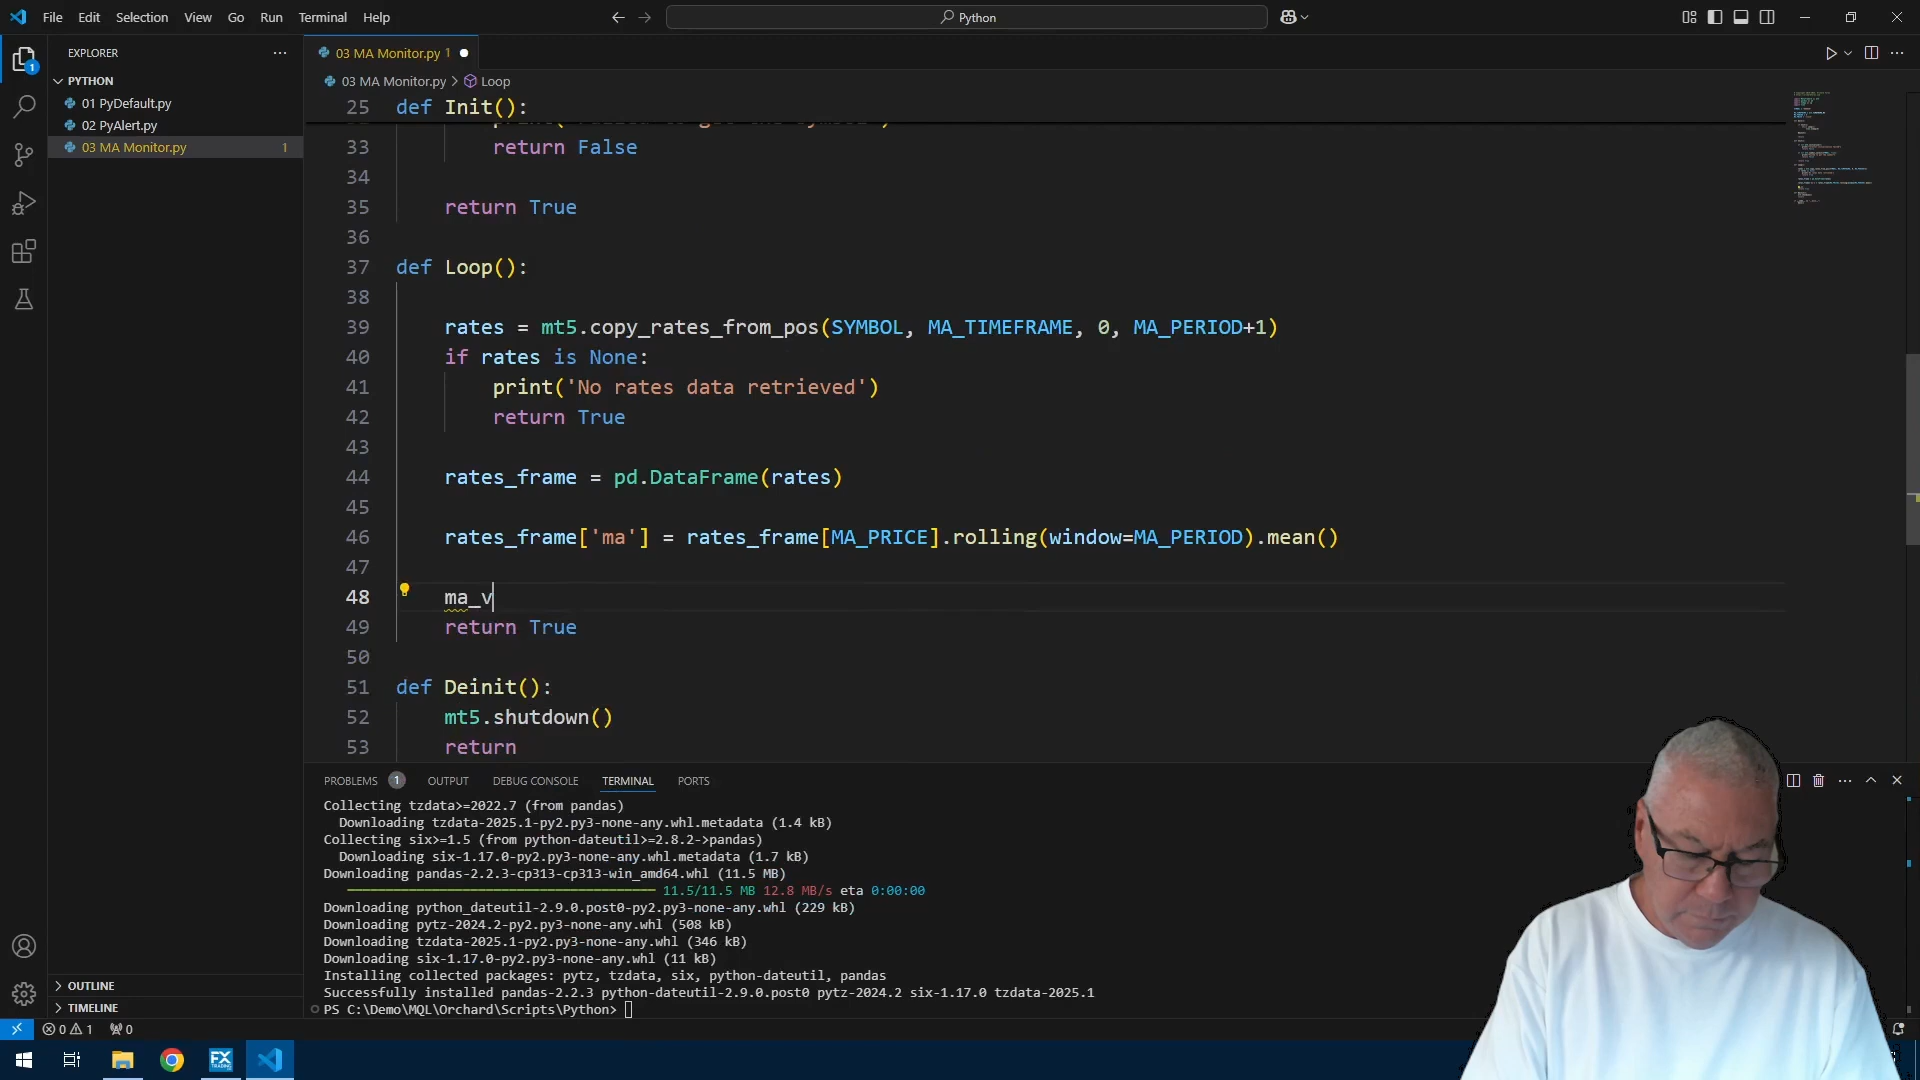 File Edit Selection View Go Run Terminal Help
Python
EXPLORER
PYTHON
01 PyDefault.py
02 PyAlert.py
03 MA Monitor.py 1
OUTLINE
TIMELINE
03 MA Monitor.py 1
03 MA Monitor.py > Loop
25 def Init():
33 return False
34
35 return True
36
37 def Loop():
38
39 rates = mt5.copy_rates_from_pos(SYMBOL, MA_TIMEFRAME, 0, MA_PERIOD+1)
40 if rates is None:
41 print('No rates data retrieved')
42 return True
43
44 rates_frame = pd.DataFrame(rates)
45
46 rates_frame['ma'] = rates_frame[MA_PRICE].rolling(window=MA_PERIOD).mean()
47
48 ma_v
49 return True
50
51 def Deinit():
52 mt5.shutdown()
53 return
PROBLEMS 1 OUTPUT DEBUG CONSOLE TERMINAL PORTS
Collecting tzdata>=2022.7 (from pandas)
Downloading tzdata-2025.1-py2.py3-none-any.whl.metadata (1.4 kB)
Collecting six>=1.5 (from python-dateutil>=2.8.2->pandas)
Downloading six-1.17.0-py2.py3-none-any.whl.metadata (1.7 kB)
Downloading pandas-2.2.3-cp313-cp313-win_amd64.whl (11.5 MB)
11.5/11.5 MB 12.8 MB/s eta 0:00:00
Downloading python_dateutil-2.9.0.post0-py2.py3-none-any.whl (229 kB)
Downloading pytz-2024.2-py2.py3-none-any.whl (508 kB)
Downloading tzdata-2025.1-py2.py3-none-any.whl (346 kB)
Downloading six-1.17.0-py2.py3-none-any.whl (11 kB)
Installing collected packages: pytz, tzdata, six, python-dateutil, pandas
Successfully installed pandas-2.2.3 python-dateutil-2.9.0.post0 pytz-2024.2 six-1.17.0 tzdata-2025.1
PS C:\Demo\MQL\Orchard\Scripts\Python>
0 1 0
FX
TRADING